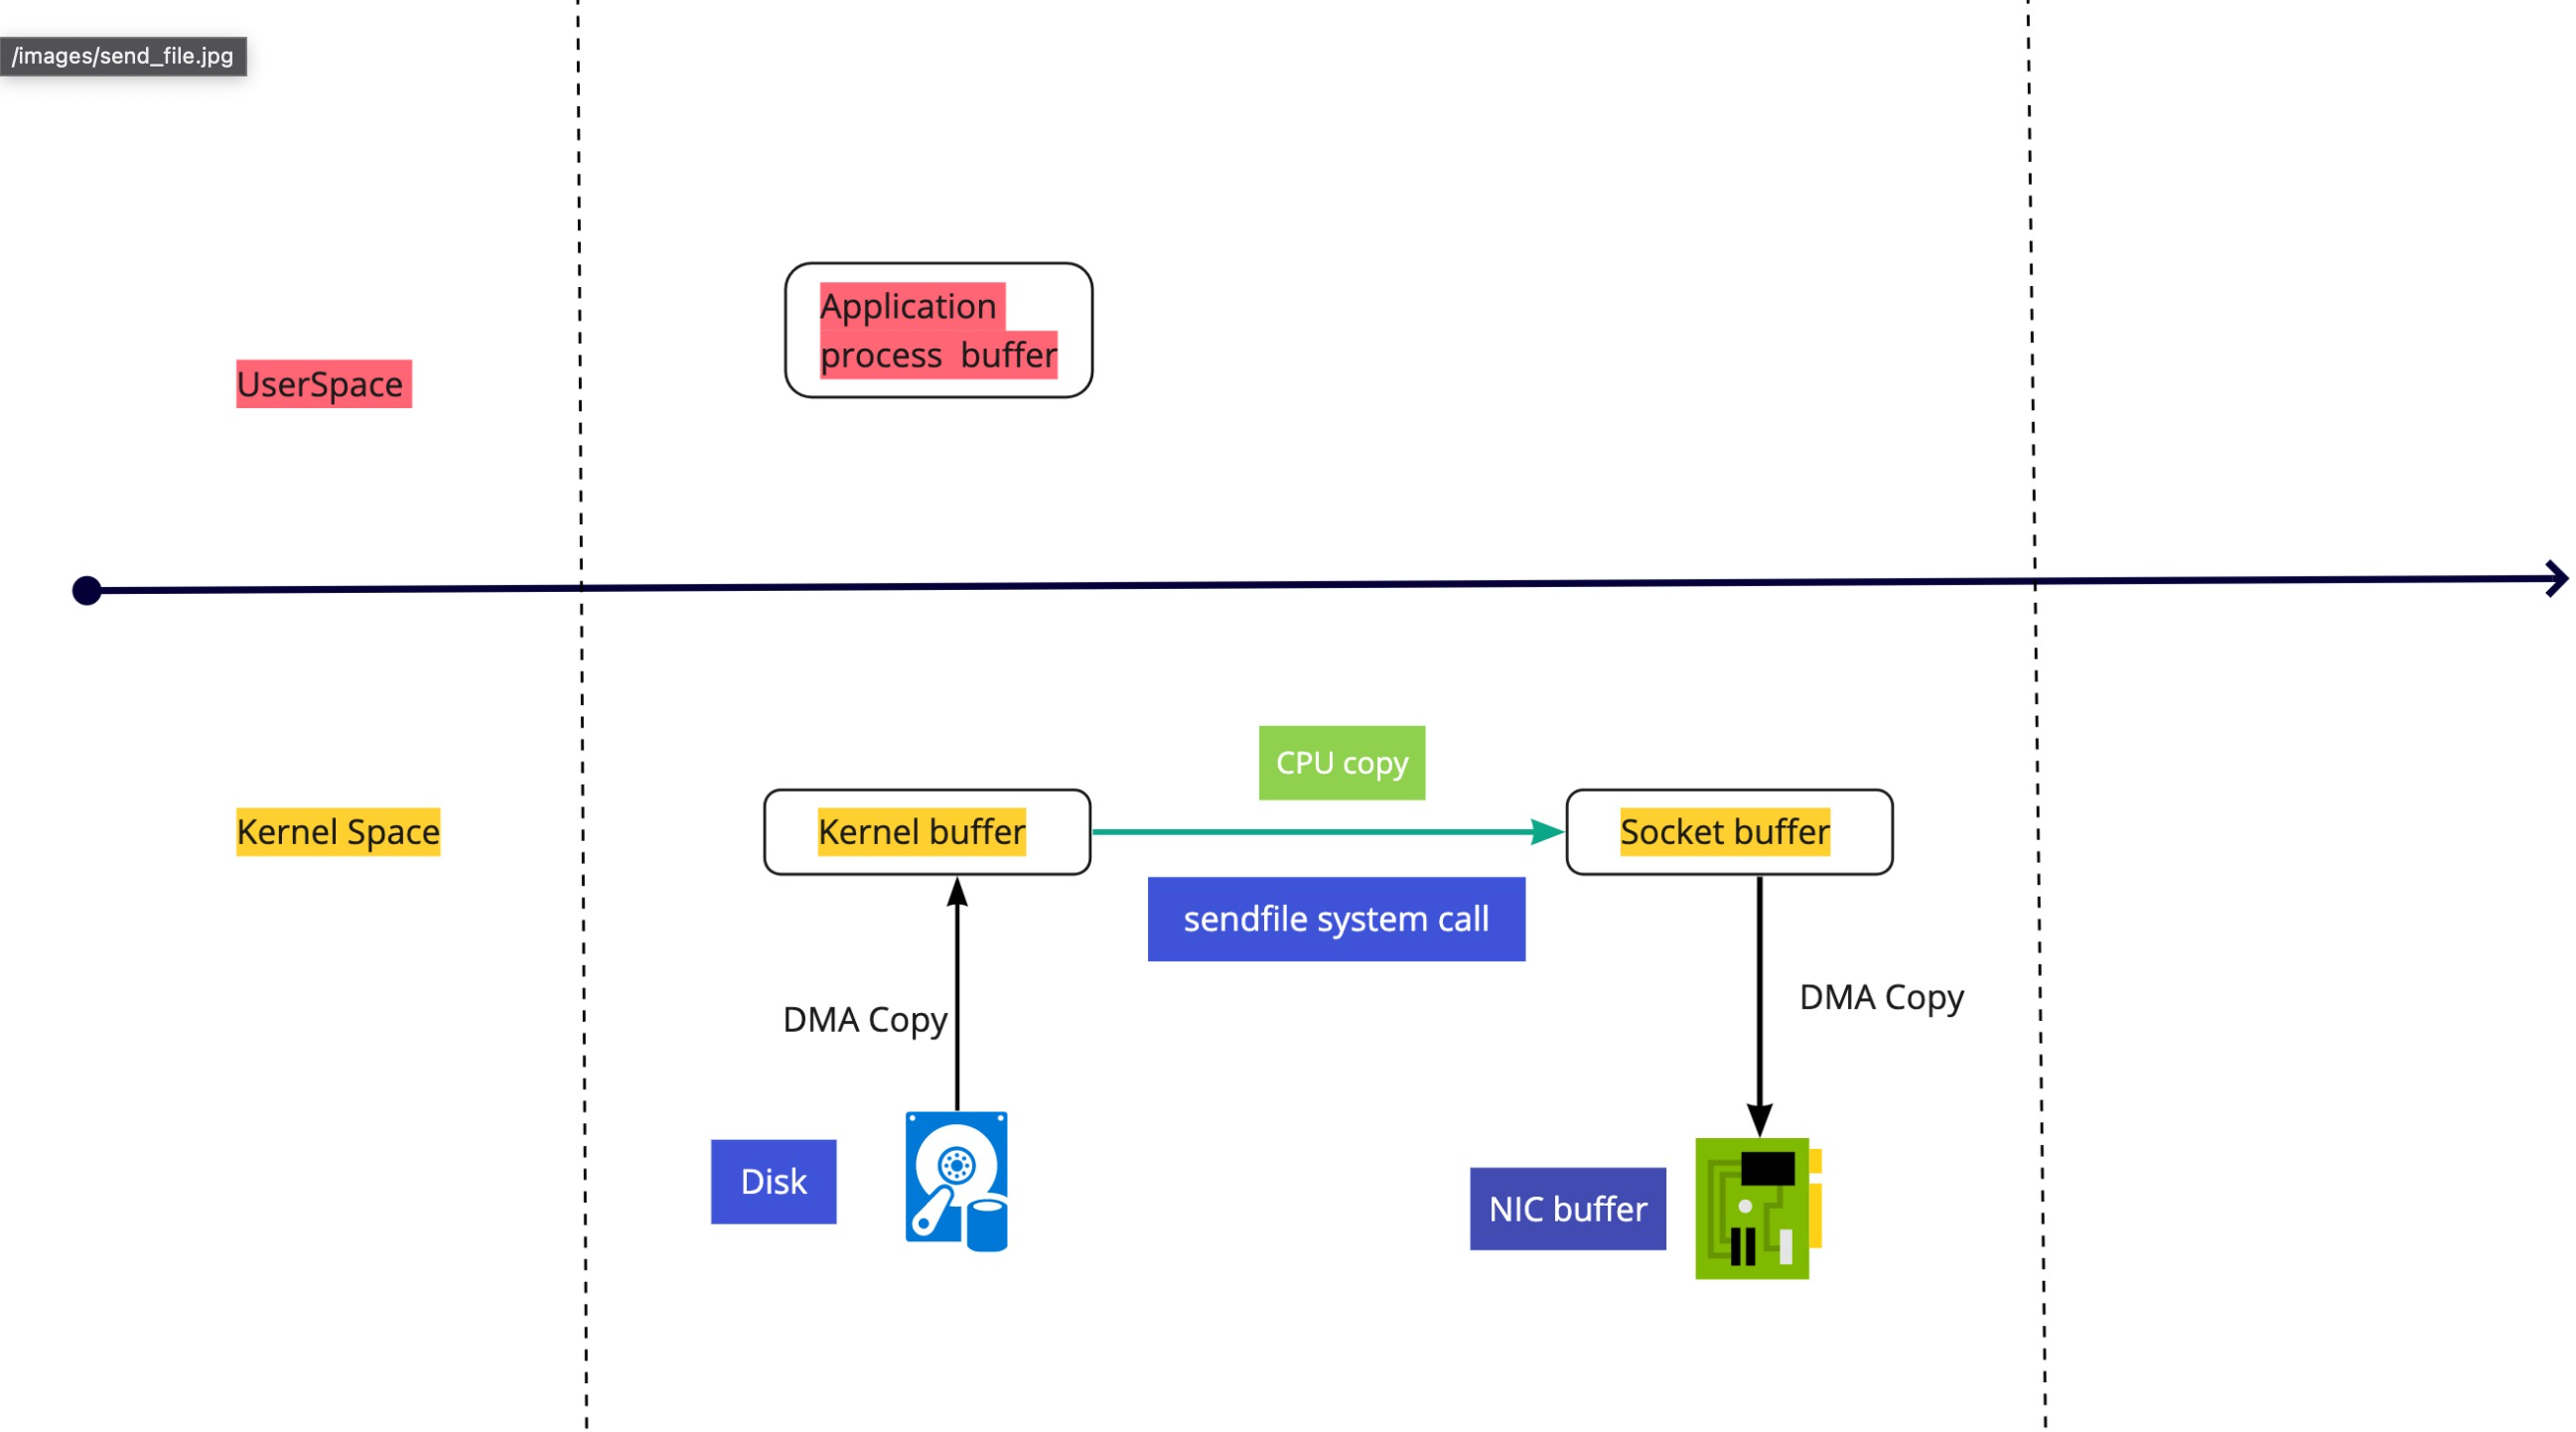 /images/send_file.jpg
Application
process buffer
UserSpace
CPU copy
Kernel Space
Kernel buffer
Socket buffer
sendfile system call
DMA Copy
DMA Copy
Disk
NIC buffer